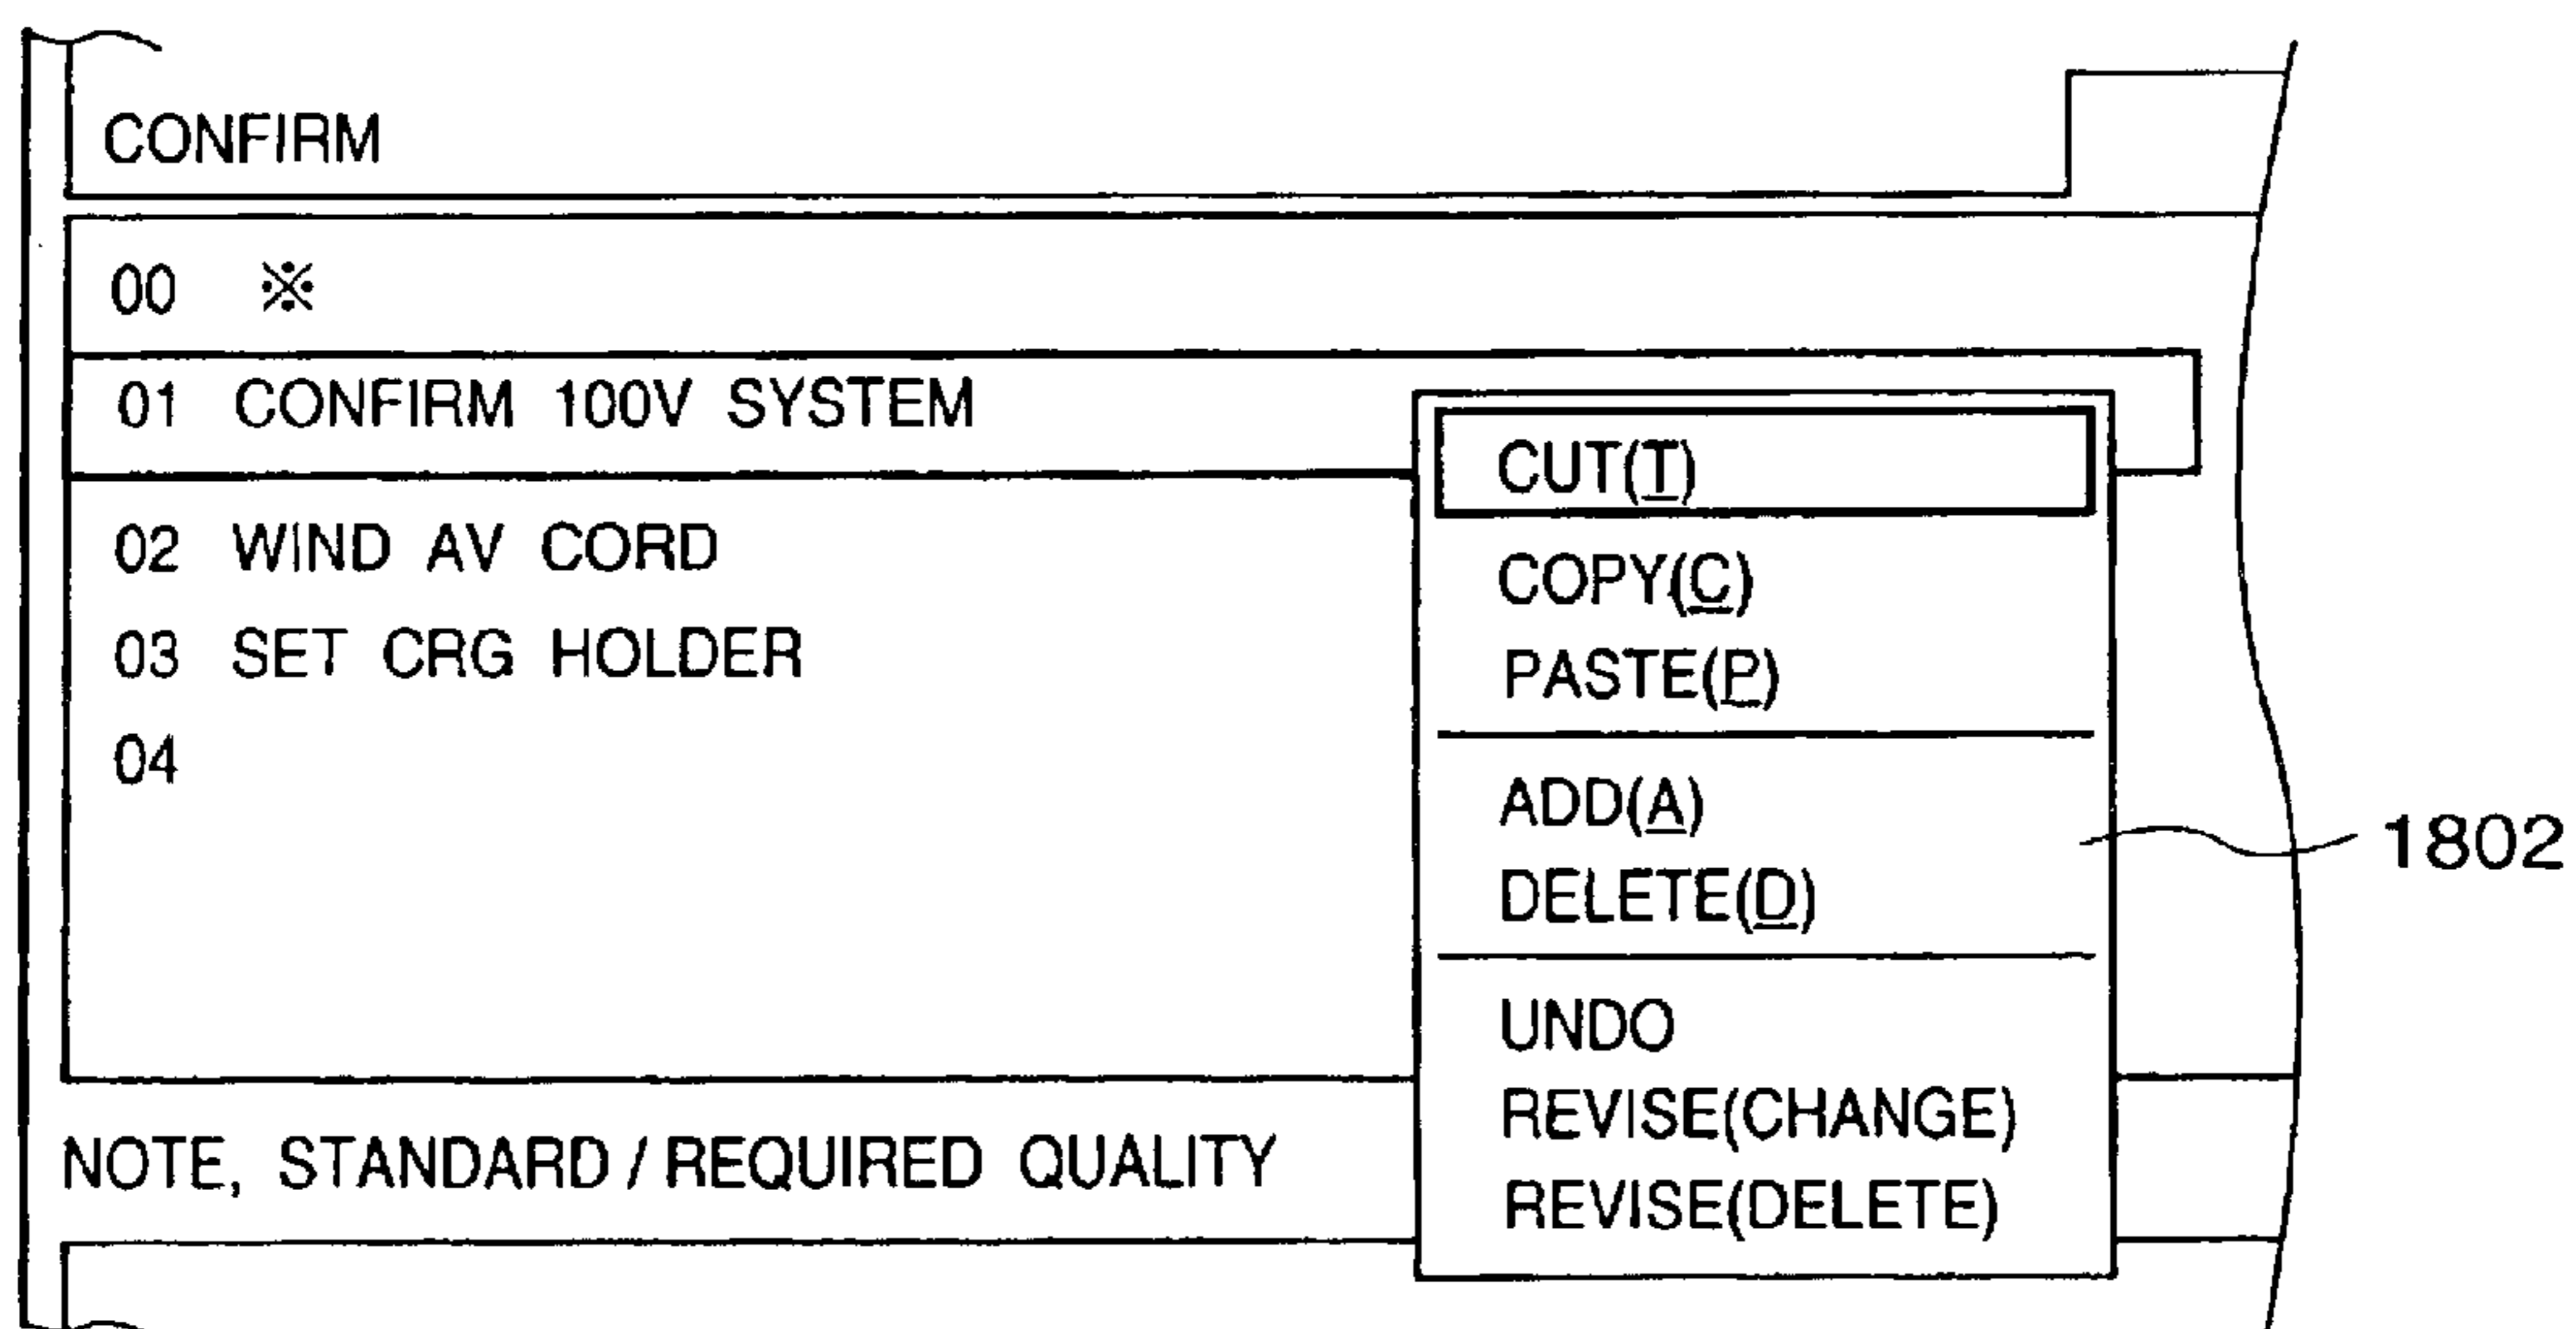 CONFIRM
00 ※
01 CONFIRM 100V SYSTEM
02 WIND AV CORD
03 SET CRG HOLDER
04
CUT(T)
COPY(C)
PASTE(P)
ADD(A)
DELETE(D)
UNDO
REVISE(CHANGE)
REVISE(DELETE)
1802
NOTE, STANDARD / REQUIRED QUALITY